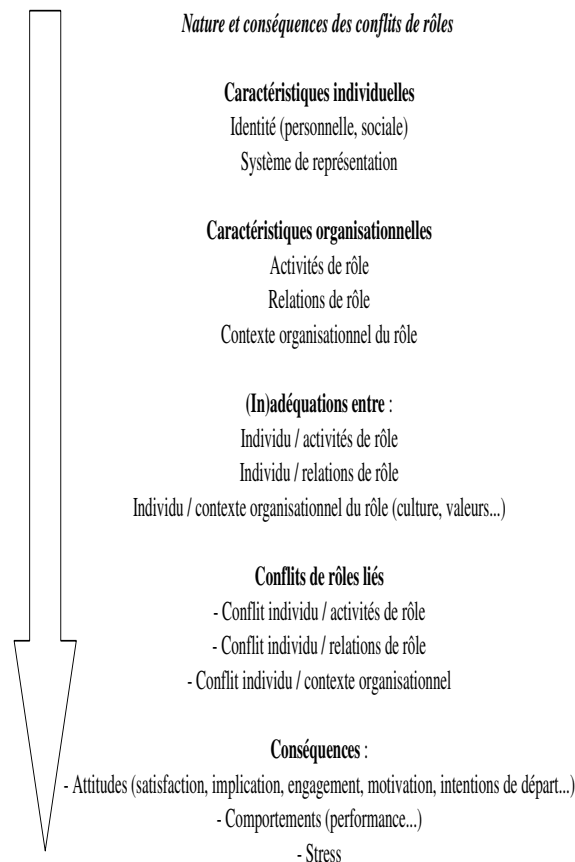 Nature et conséquences des conflits de rôles
Caractéristiques individuelles
Identité (personnelle, sociale)
Système de représentation
Caractéristiques organisationnelles
Activités de rôle
Relations de rôle
Contexte organisationnel du rôle
(In)adéquations entre :
Individu / activités de rôle
Individu / relations de rôle
Individu / contexte organisationnel du rôle (culture, valeurs...)
Conflits de rôles liés
- Conflit individu / activités de rôle
- Conflit individu / relations de rôle
- Conflit individu / contexte organisationnel
Conséquences :
- Attitudes (satisfaction, implication, engagement, motivation, intentions de départ...)
- Comportements (performance...)
- Stress